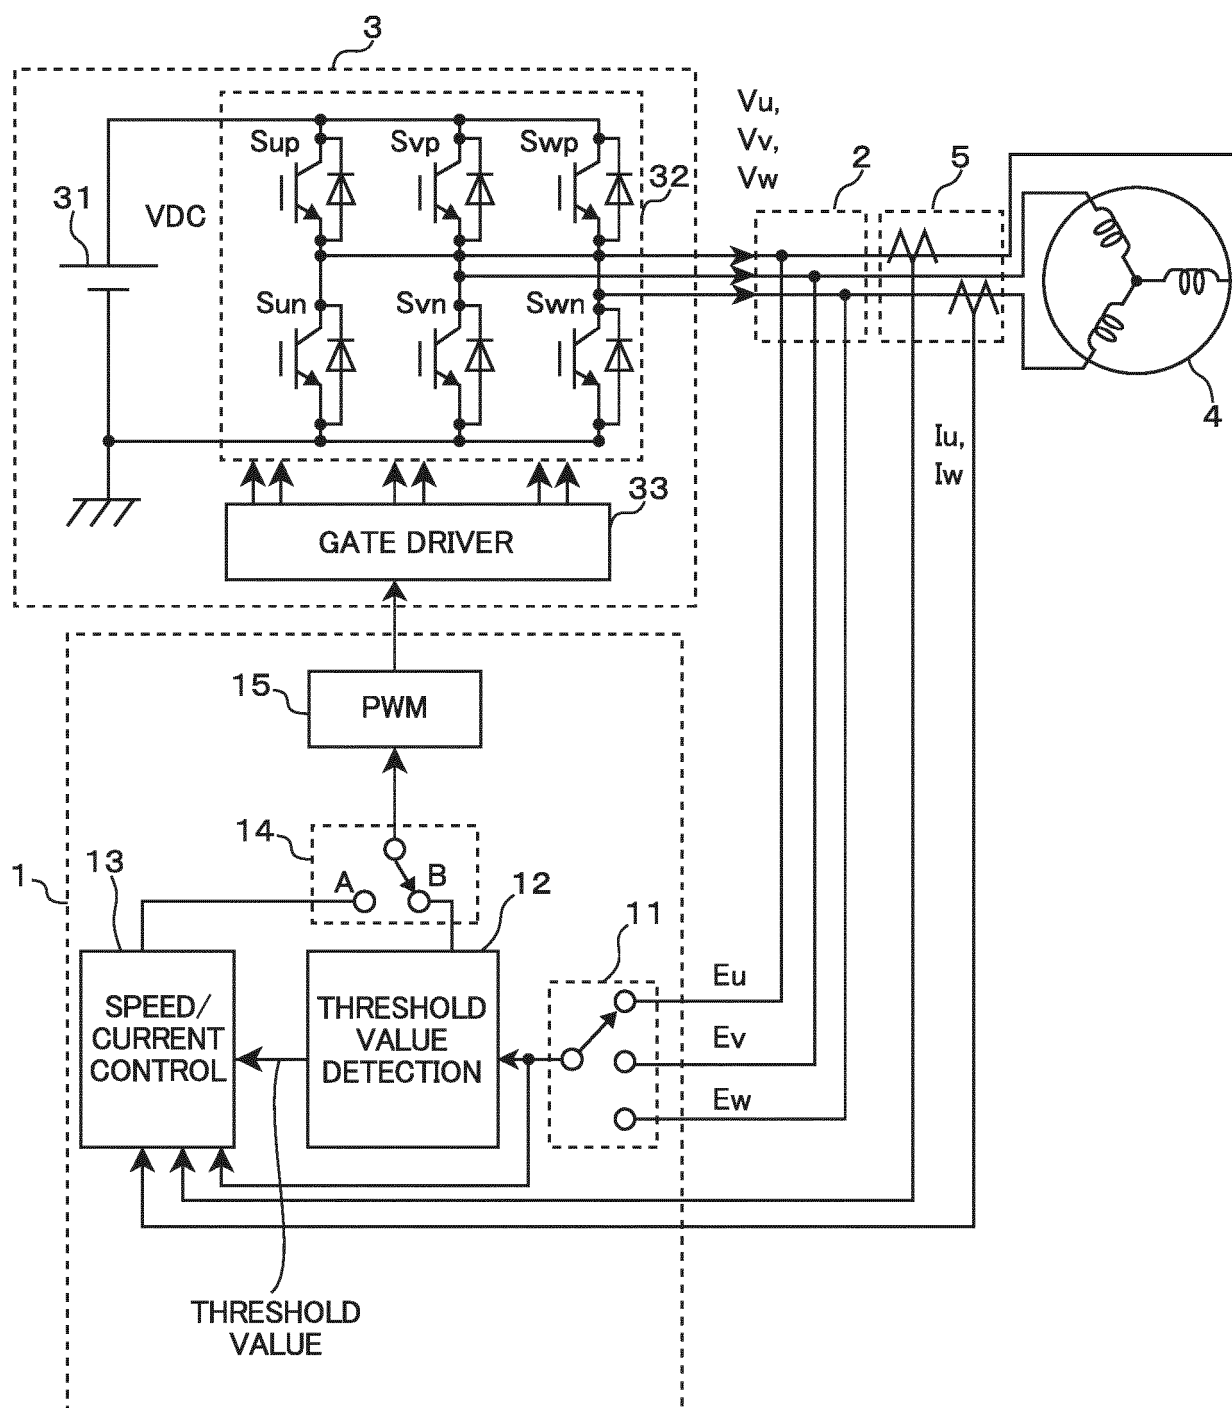 3
Vu,
Vv,
Vw
Sup
Svp
Swp
32
2
5
31
VDC
Sun
Svn
Swn
4
Iu,
Iw
33
GATE DRIVER
15
PWM
14
A
B
1
13
12
11
SPEED/
CURRENT
CONTROL
THRESHOLD
VALUE
DETECTION
Eu
Ev
Ew
THRESHOLD
VALUE